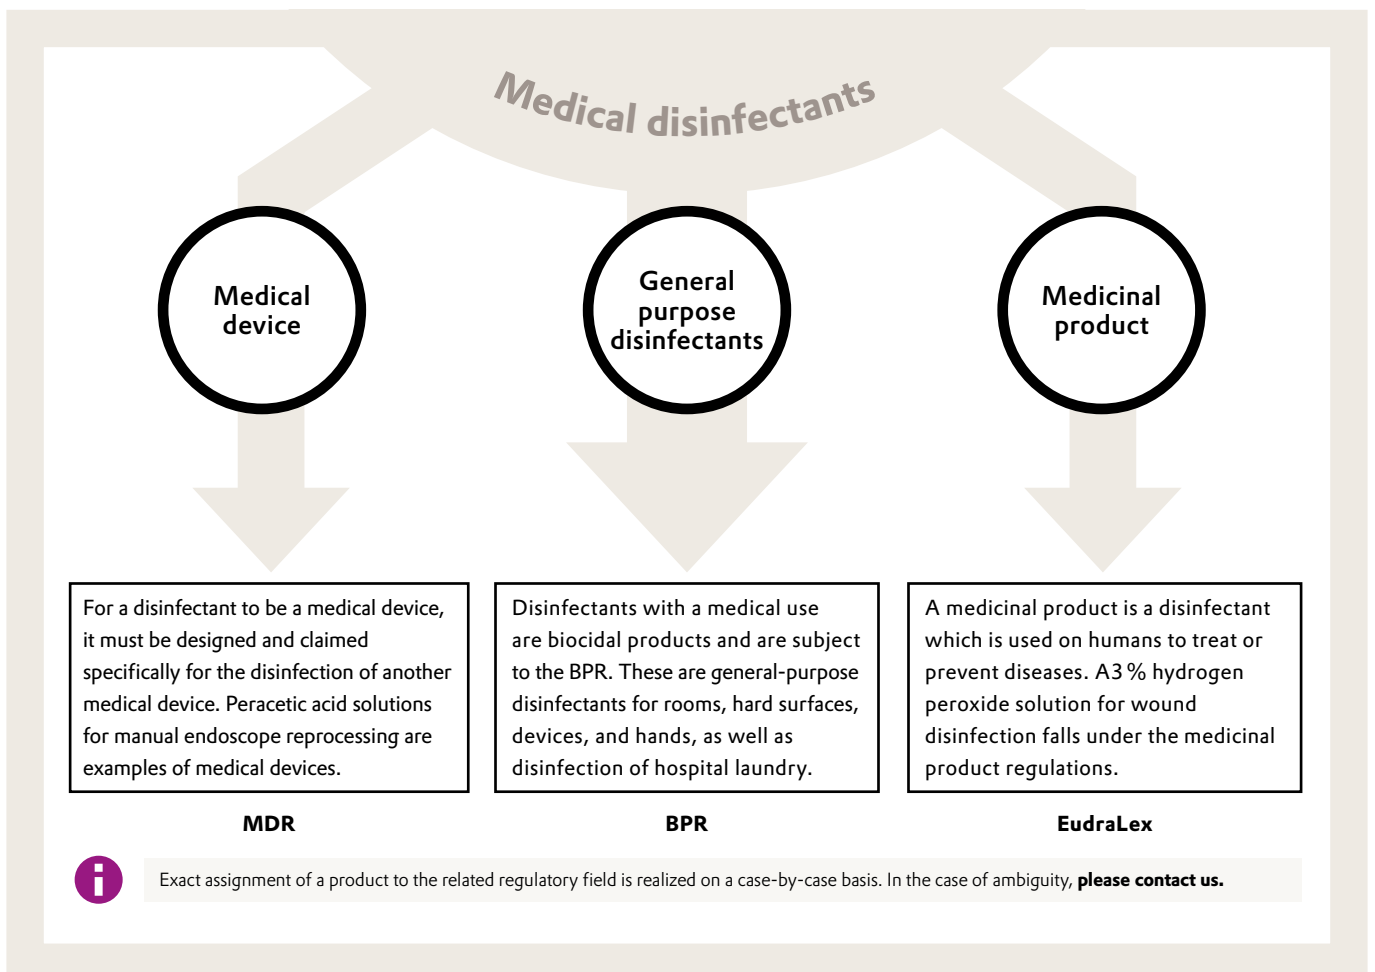 Medical disinfectants
Medical
device
General
purpose
disinfectants
Medicinal
product
For a disinfectant to be a medical device,
it must be designed and claimed
specifically for the disinfection of another
medical device. Peracetic acid solutions
for manual endoscope reprocessing are
examples of medical devices.
MDR
Disinfectants with a medical use
are biocidal products and are subject
to the BPR. These are general-purpose
disinfectants for rooms, hard surfaces,
devices, and hands, as well as
disinfection of hospital laundry.
BPR
A medicinal product is a disinfectant
which is used on humans to treat or
prevent diseases. A 3 % hydrogen
peroxide solution for wound
disinfection falls under the medicinal
product regulations.
EudraLex
i
Exact assignment of a product to the related regulatory field is realized on a case-by-case basis. In the case of ambiguity, please contact us.